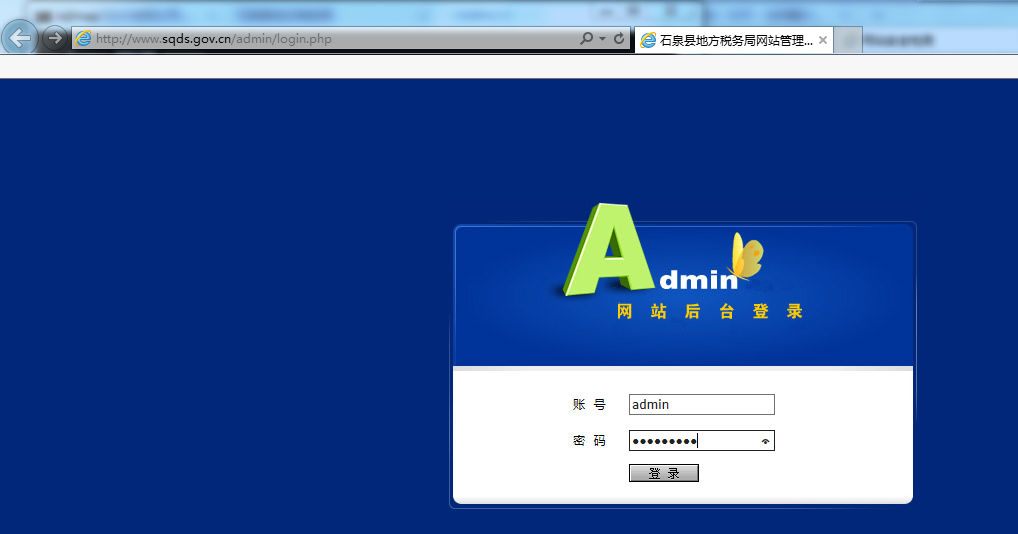 http://www.sqds.gov.cn/admin/login.php
石泉县地方税务局网站管理...
Admin
网站后台登录
账 号 admin
密 码 •••••••••
登 录